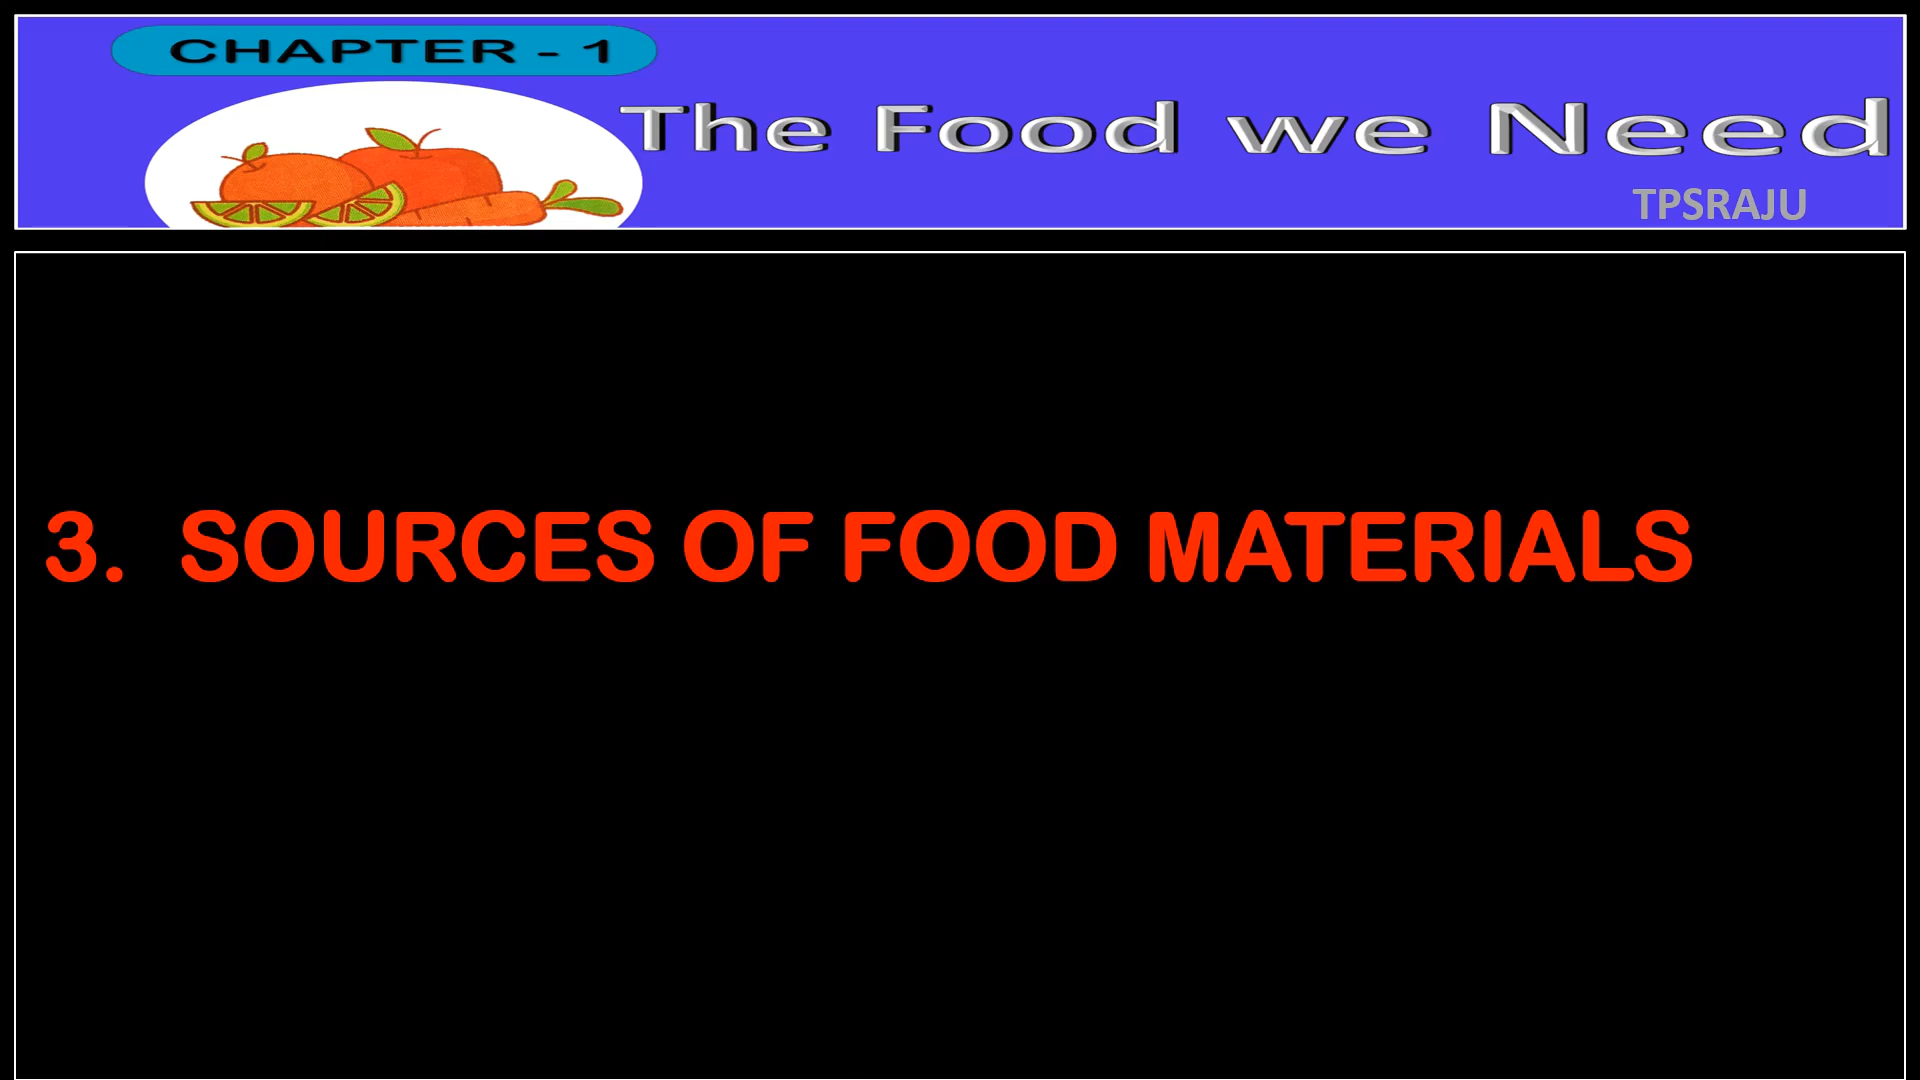 CHAPTER - 1
The Food we Need
TPSRAJU
3. SOURCES OF FOOD MATERIALS